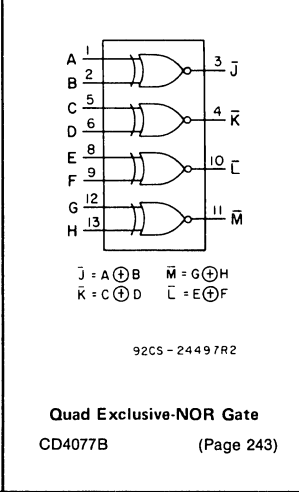 A 1
B 2
3 J̄
C 5
D 6
4 K̄
E 8
F 9
10 L̄
G 12
H 13
11 M̄
J̄ = A ⊕ B M̄ = G ⊕ H
K̄ = C ⊕ D L̄ = E ⊕ F
92CS-24497R2
Quad Exclusive-NOR Gate
CD4077B (Page 243)